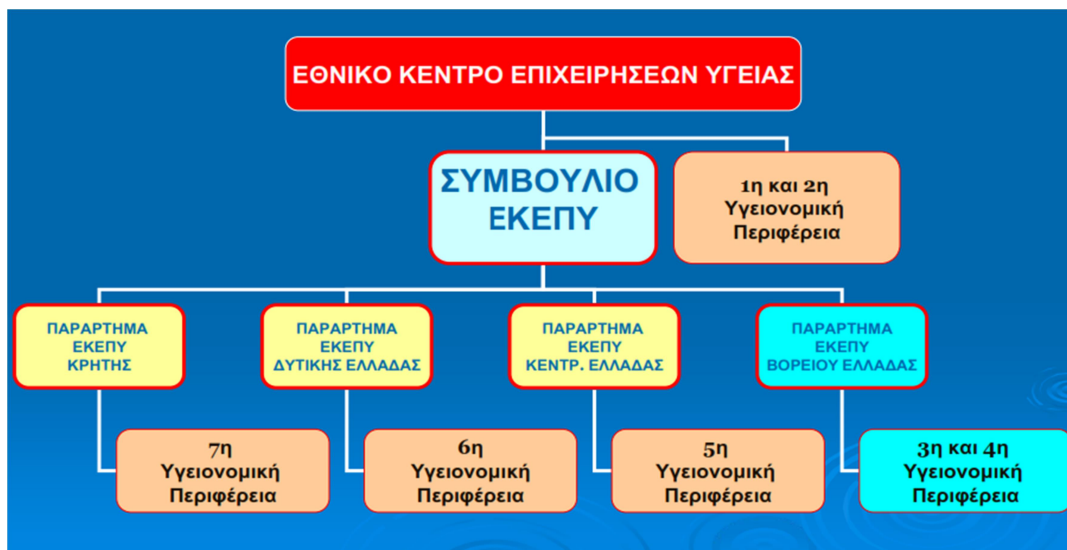 ΕΘΝΙΚΟ ΚΕΝΤΡΟ ΕΠΙΧΕΙΡΗΣΕΩΝ ΥΓΕΙΑΣ
ΣΥΜΒΟΥΛΙΟ
ΕΚΕΠΥ
1η και 2η
Υγειονομική
Περιφέρεια
ΠΑΡΑΡΤΗΜΑ
ΕΚΕΠΥ
ΚΡΗΤΗΣ
ΠΑΡΑΡΤΗΜΑ
ΕΚΕΠΥ
ΔΥΤΙΚΗΣ ΕΛΛΑΔΑΣ
ΠΑΡΑΡΤΗΜΑ
ΕΚΕΠΥ
ΚΕΝΤΡ. ΕΛΛΑΔΑΣ
ΠΑΡΑΡΤΗΜΑ
ΕΚΕΠΥ
ΒΟΡΕΙΟΥ ΕΛΛΑΔΑΣ
7η
Υγειονομική
Περιφέρεια
6η
Υγειονομική
Περιφέρεια
5η
Υγειονομική
Περιφέρεια
3η και 4η
Υγειονομική
Περιφέρεια